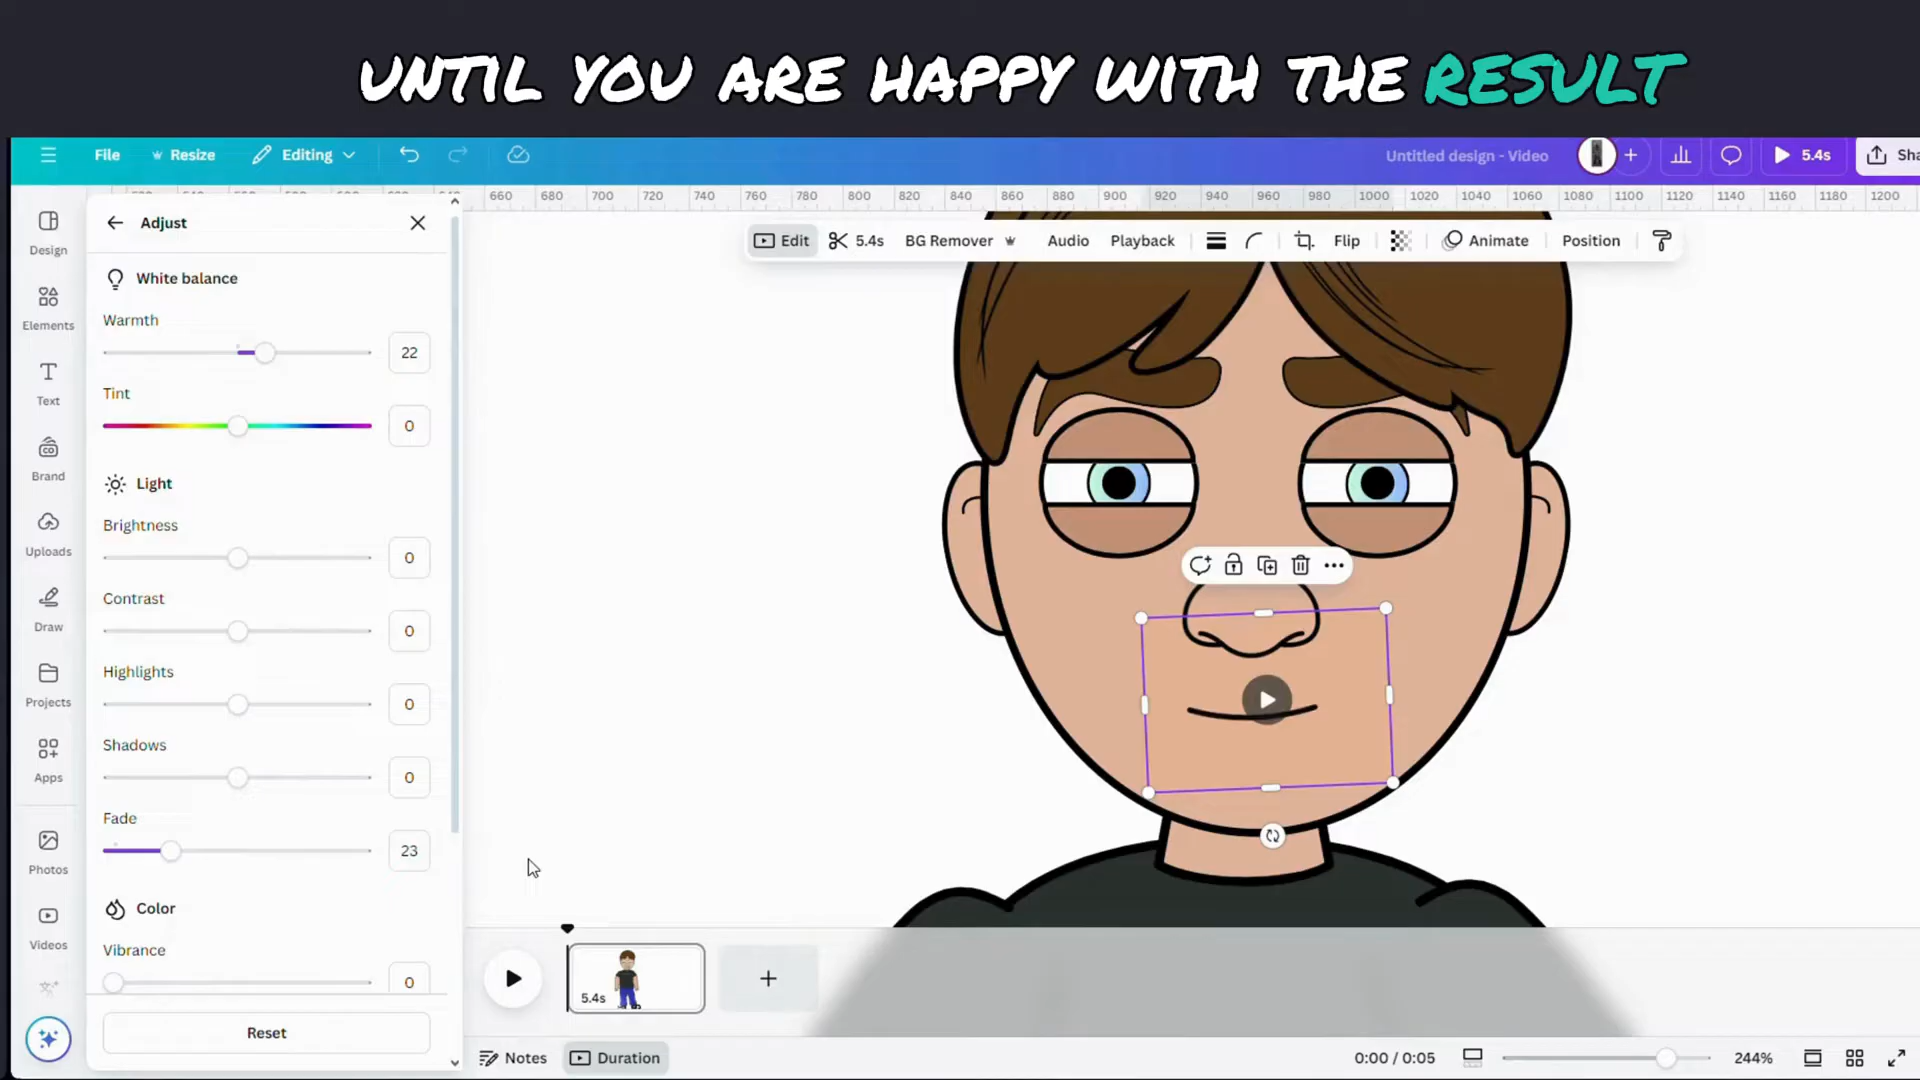 UNTIL YOU ARE HAPPY WITH THE RESULT
File Resize Editing Untitled design - Video 5.4s
660 680 700 720 740 760 780 800 820 840 860 880 900 920 940 960 980 1000 1020 1040 1060 1080 1100 1120 1140 1160 1180 1200
Adjust
Edit 5.4s BG Remover Audio Playback Flip Animate Position
Design
White balance
Elements
Warmth
22
Text
Tint
0
Brand
Light
Uploads
Brightness
0
Draw
Contrast
0
Projects
Highlights
0
Apps
Shadows
0
Photos
Fade
23
Videos
Color
Vibrance
0
Reset
5.4s
Notes Duration 0:00 / 0:05 244%